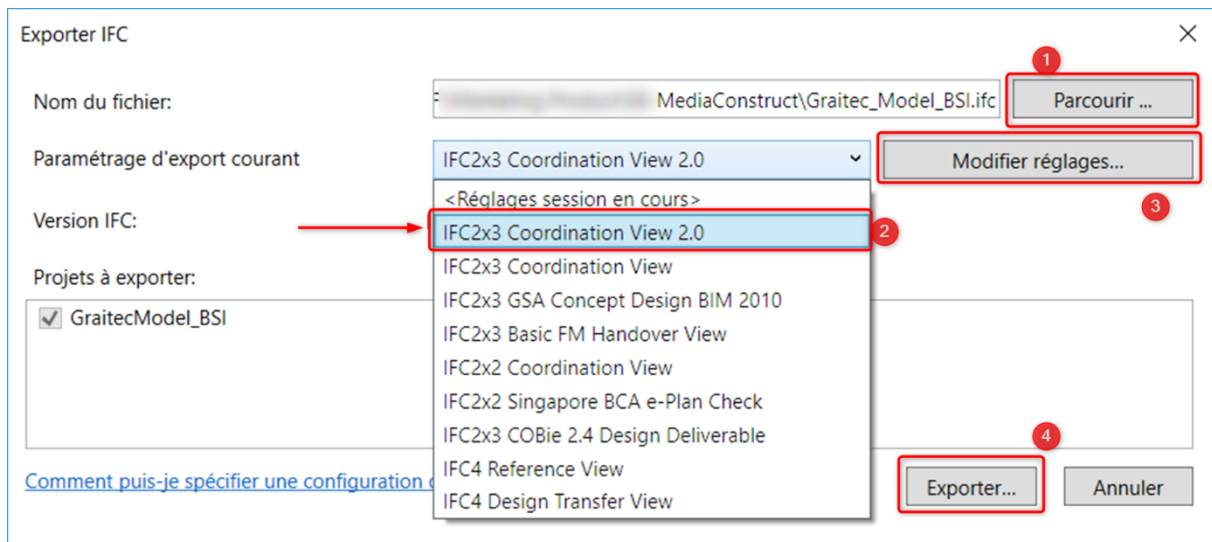 Exporter IFC
1
Nom du fichier:
MediaConstruct\Graitec_Model_BSI.ifc
Parcourir ...
Paramétrage d'export courant
IFC2x3 Coordination View 2.0
Modifier réglages...
3
<Réglages session en cours>
Version IFC:
IFC2x3 Coordination View 2.0
2
IFC2x3 Coordination View
Projets à exporter:
IFC2x3 GSA Concept Design BIM 2010
GraitecModel_BSI
IFC2x3 Basic FM Handover View
IFC2x2 Coordination View
IFC2x2 Singapore BCA e-Plan Check
IFC2x3 COBie 2.4 Design Deliverable
4
IFC4 Reference View
IFC4 Design Transfer View
Comment puis-je spécifier une configuration
Exporter...
Annuler